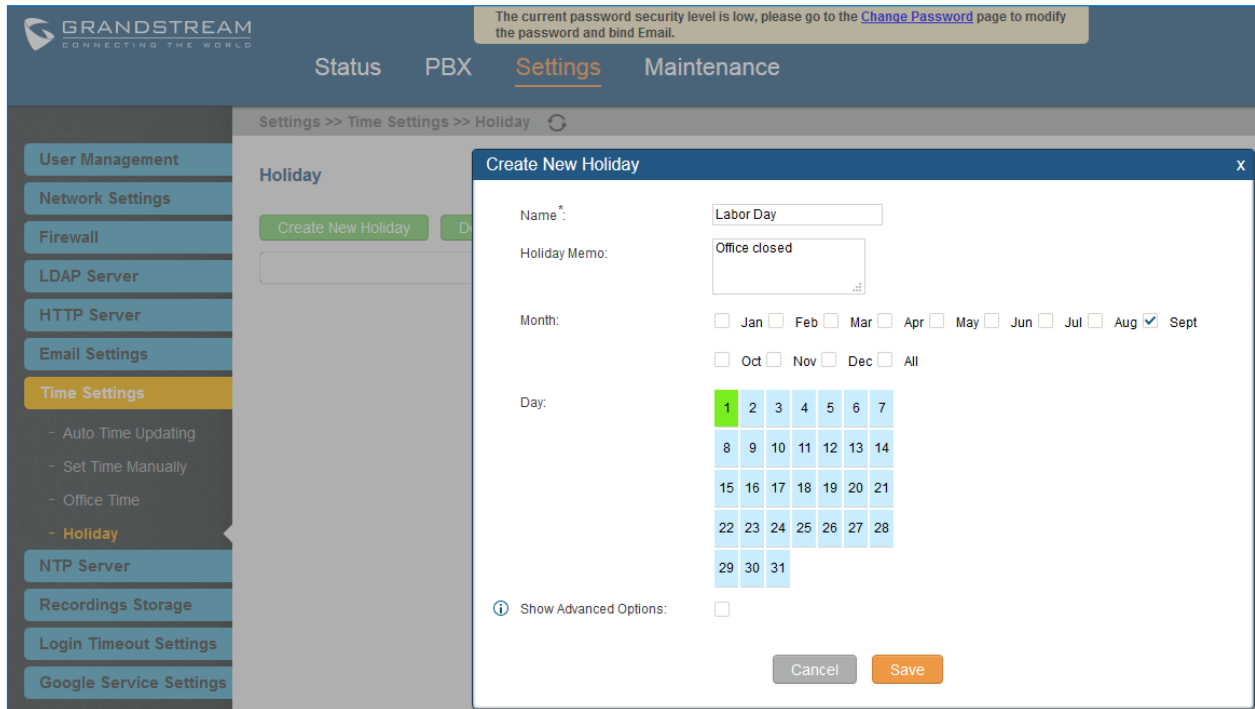 GRANDSTREAM
CONNECTING THE WORLD
The current password security level is low, please go to the Change Password page to modify
the password and bind Email.
Status PBX Settings Maintenance
Settings >> Time Settings >> Holiday
User Management
Network Settings
Firewall
LDAP Server
HTTP Server
Email Settings
Time Settings
- Auto Time Updating
- Set Time Manually
- Office Time
- Holiday
NTP Server
Recordings Storage
Login Timeout Settings
Google Service Settings
Holiday
Create New Holiday
Create New Holiday x
Name*: Labor Day
Holiday Memo: Office closed
Month: Jan Feb Mar Apr May Jun Jul Aug Sept
Oct Nov Dec All
Day: 1 2 3 4 5 6 7
8 9 10 11 12 13 14
15 16 17 18 19 20 21
22 23 24 25 26 27 28
29 30 31
Show Advanced Options:
Cancel Save